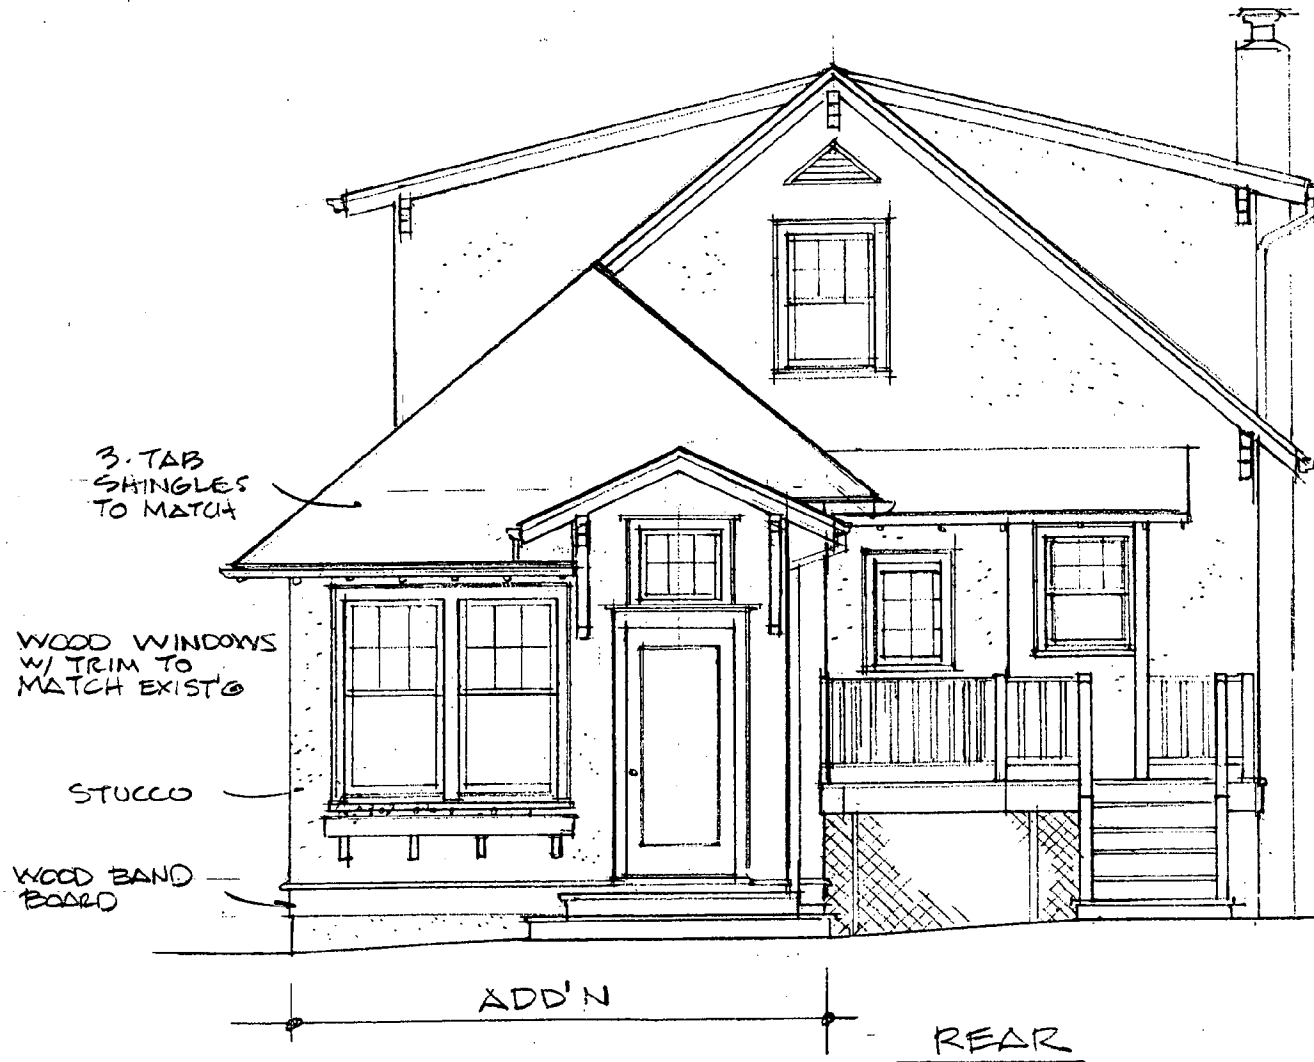 3-TAB
SHINGLES
TO MATCH
WOOD WINDOWS
W/ TRIM TO
MATCH EXIST'G
STUCCO
WOOD BAND
BOARD
ADD'N
REAR